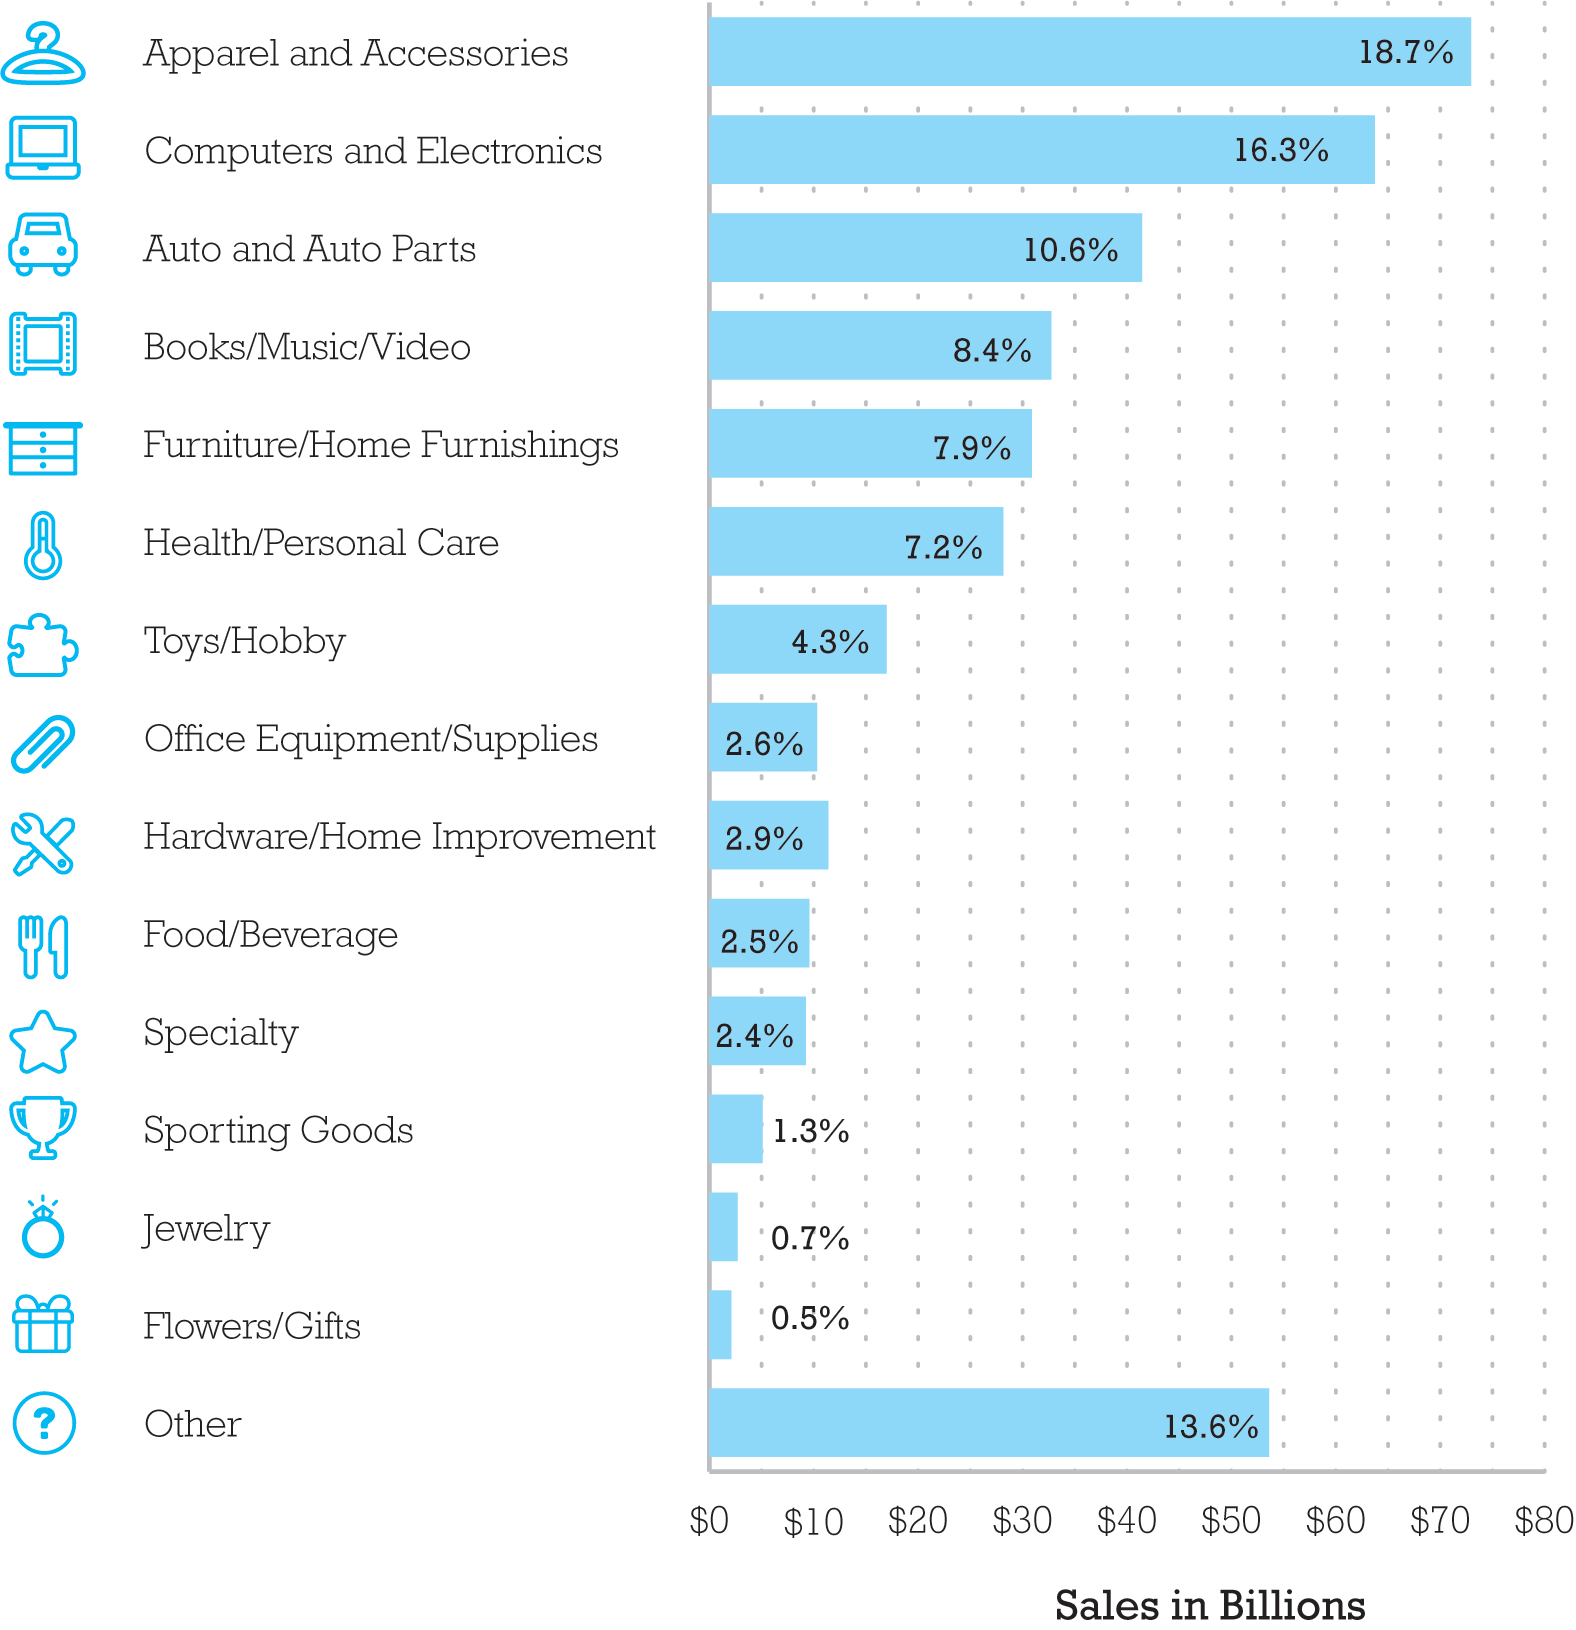 Apparel and Accessories 18.7%
Computers and Electronics 16.3%
Auto and Auto Parts 10.6%
Books/Music/Video 8.4%
Furniture/Home Furnishings 7.9%
Health/Personal Care 7.2%
Toys/Hobby 4.3%
Office Equipment/Supplies 2.6%
Hardware/Home Improvement 2.9%
Food/Beverage 2.5%
Specialty 2.4%
Sporting Goods 1.3%
Jewelry 0.7%
Flowers/Gifts 0.5%
? Other 13.6%
$0 $10 $20 $30 $40 $50 $60 $70 $80
Sales in Billions